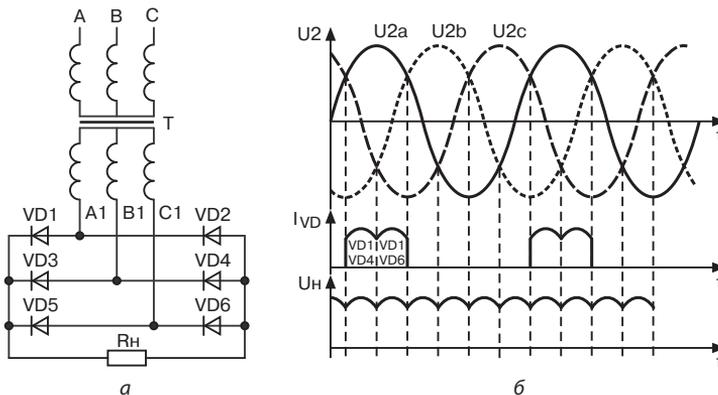 A B C
T
A1 B1 C1
VD1 VD2
VD3 VD4
VD5 VD6
Rн
а
U2 U2a U2b U2c
IVD
VD1 VD1
VD4 VD6
Uн
б